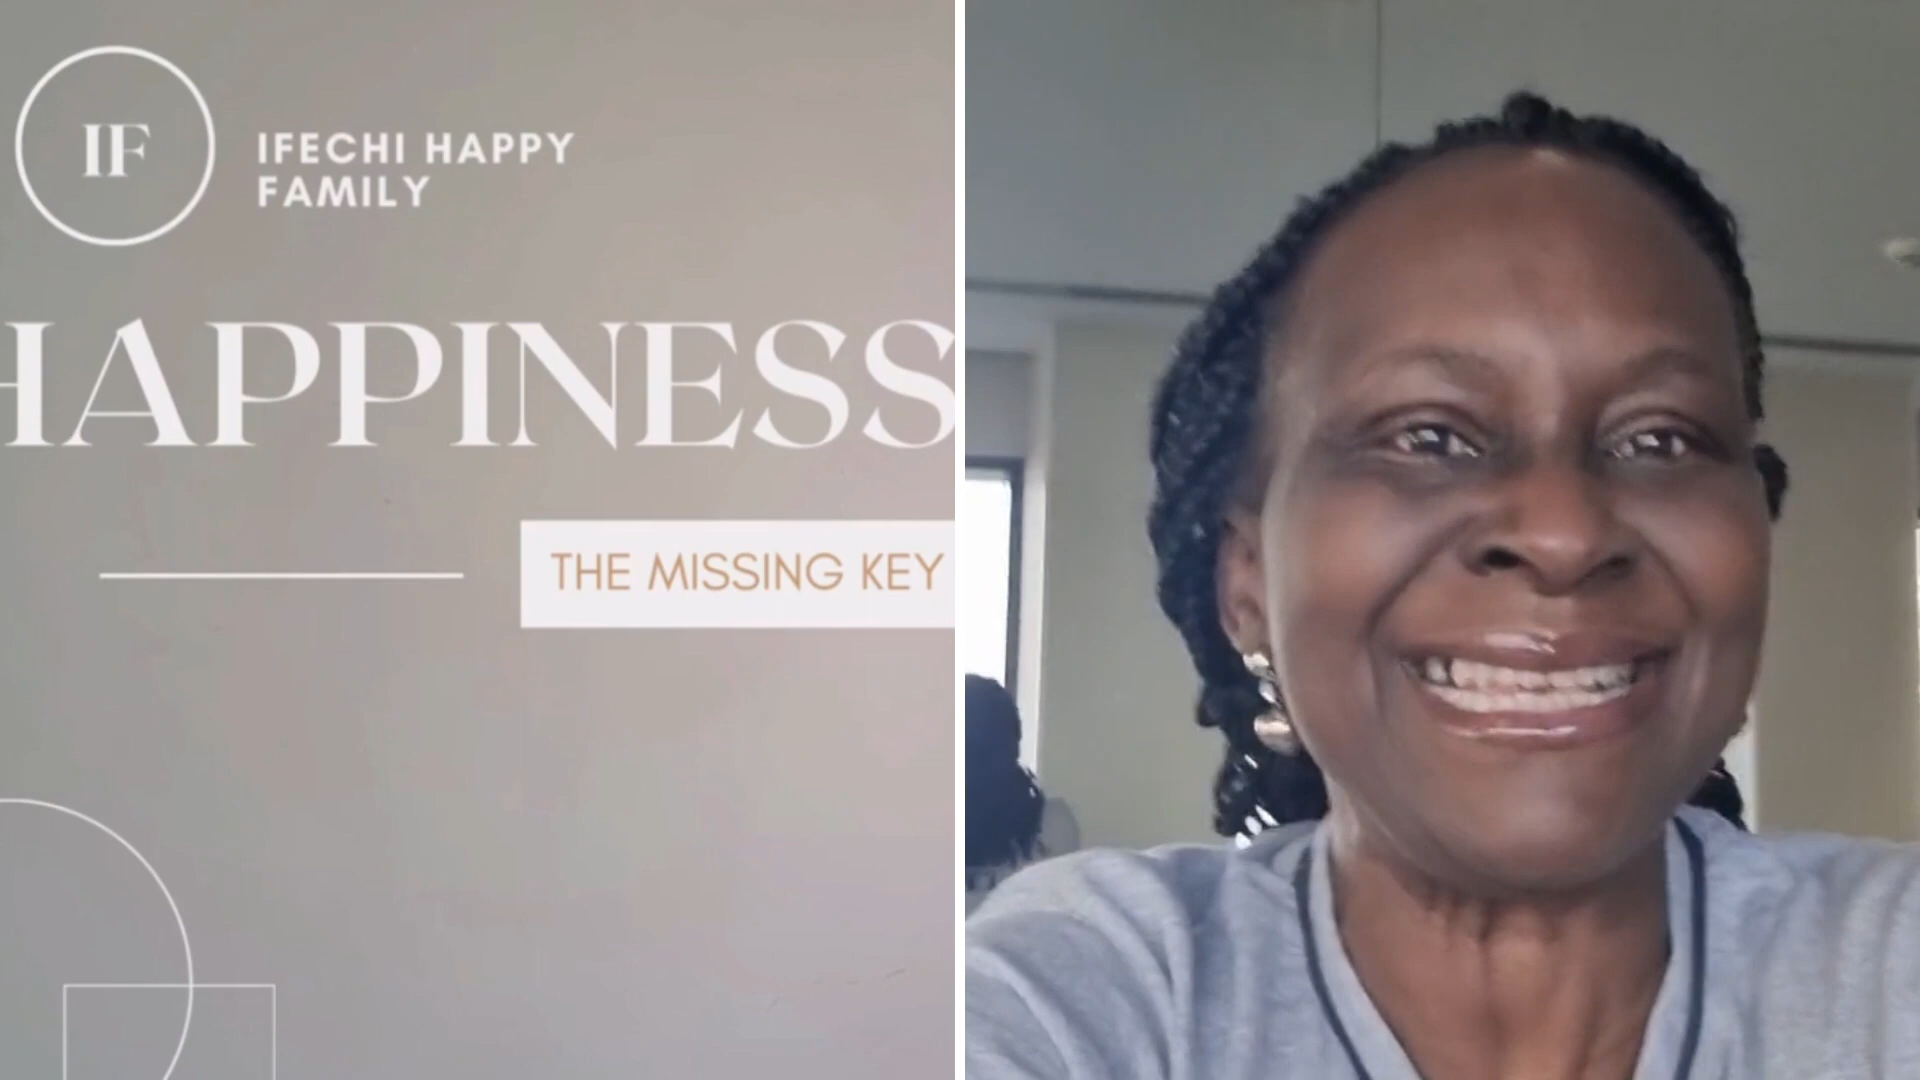 IF
IFECHI HAPPY
FAMILY
HAPPINESS
THE MISSING KEY